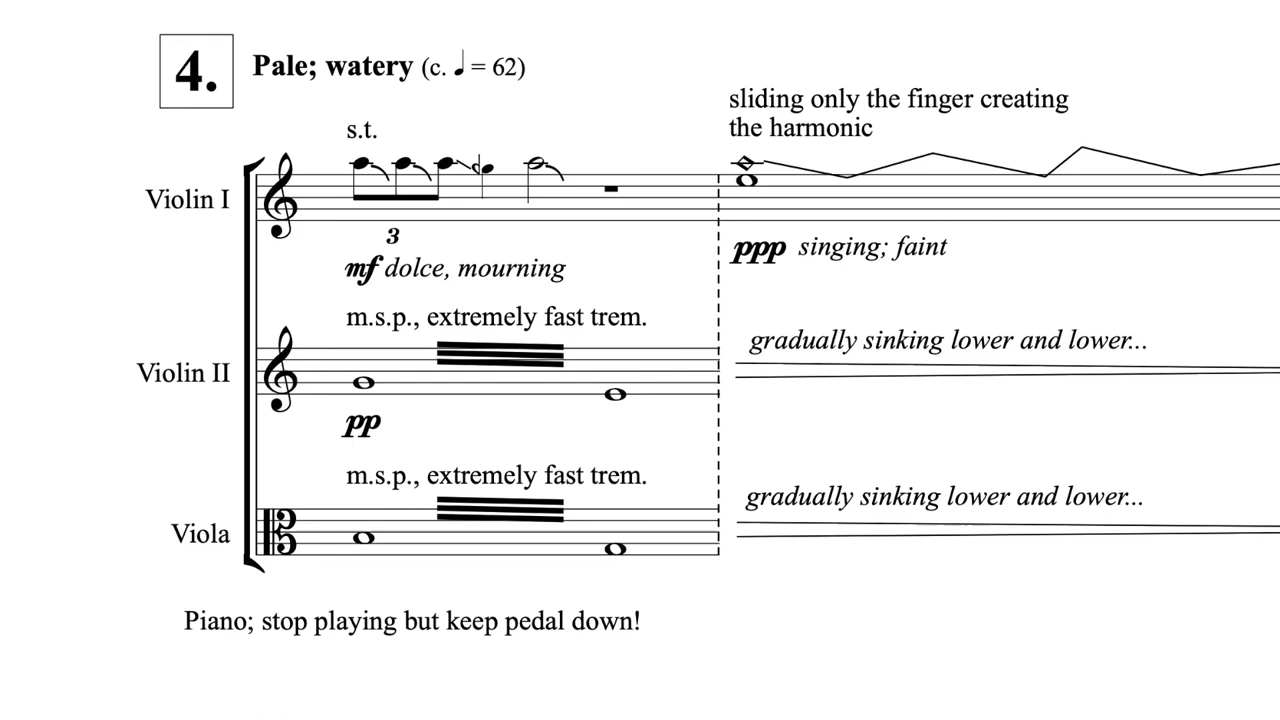 4. Pale; watery (c. ♩ = 62)
sliding only the finger creating
the harmonic
s.t.
Violin I
3
mf dolce, mourning
ppp singing; faint
m.s.p., extremely fast trem.
gradually sinking lower and lower...
Violin II
pp
m.s.p., extremely fast trem.
gradually sinking lower and lower...
Viola
Piano; stop playing but keep pedal down!